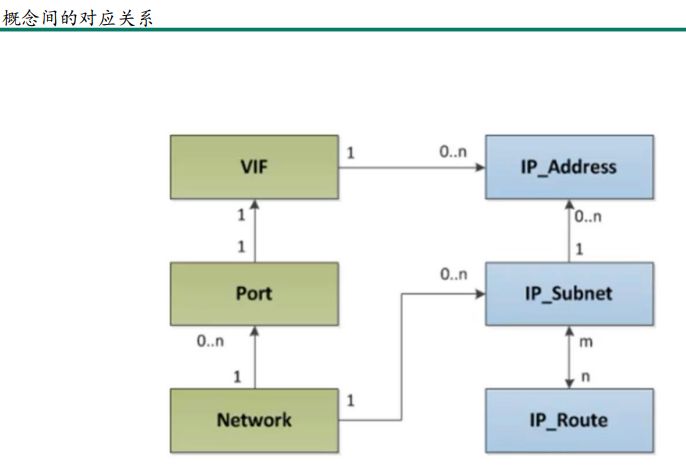 概念间的对应关系
VIF
1
0..n
IP_Address
1
1
0..n
1
Port
0..n
IP_Subnet
0..n
1
m
n
Network
1
IP_Route